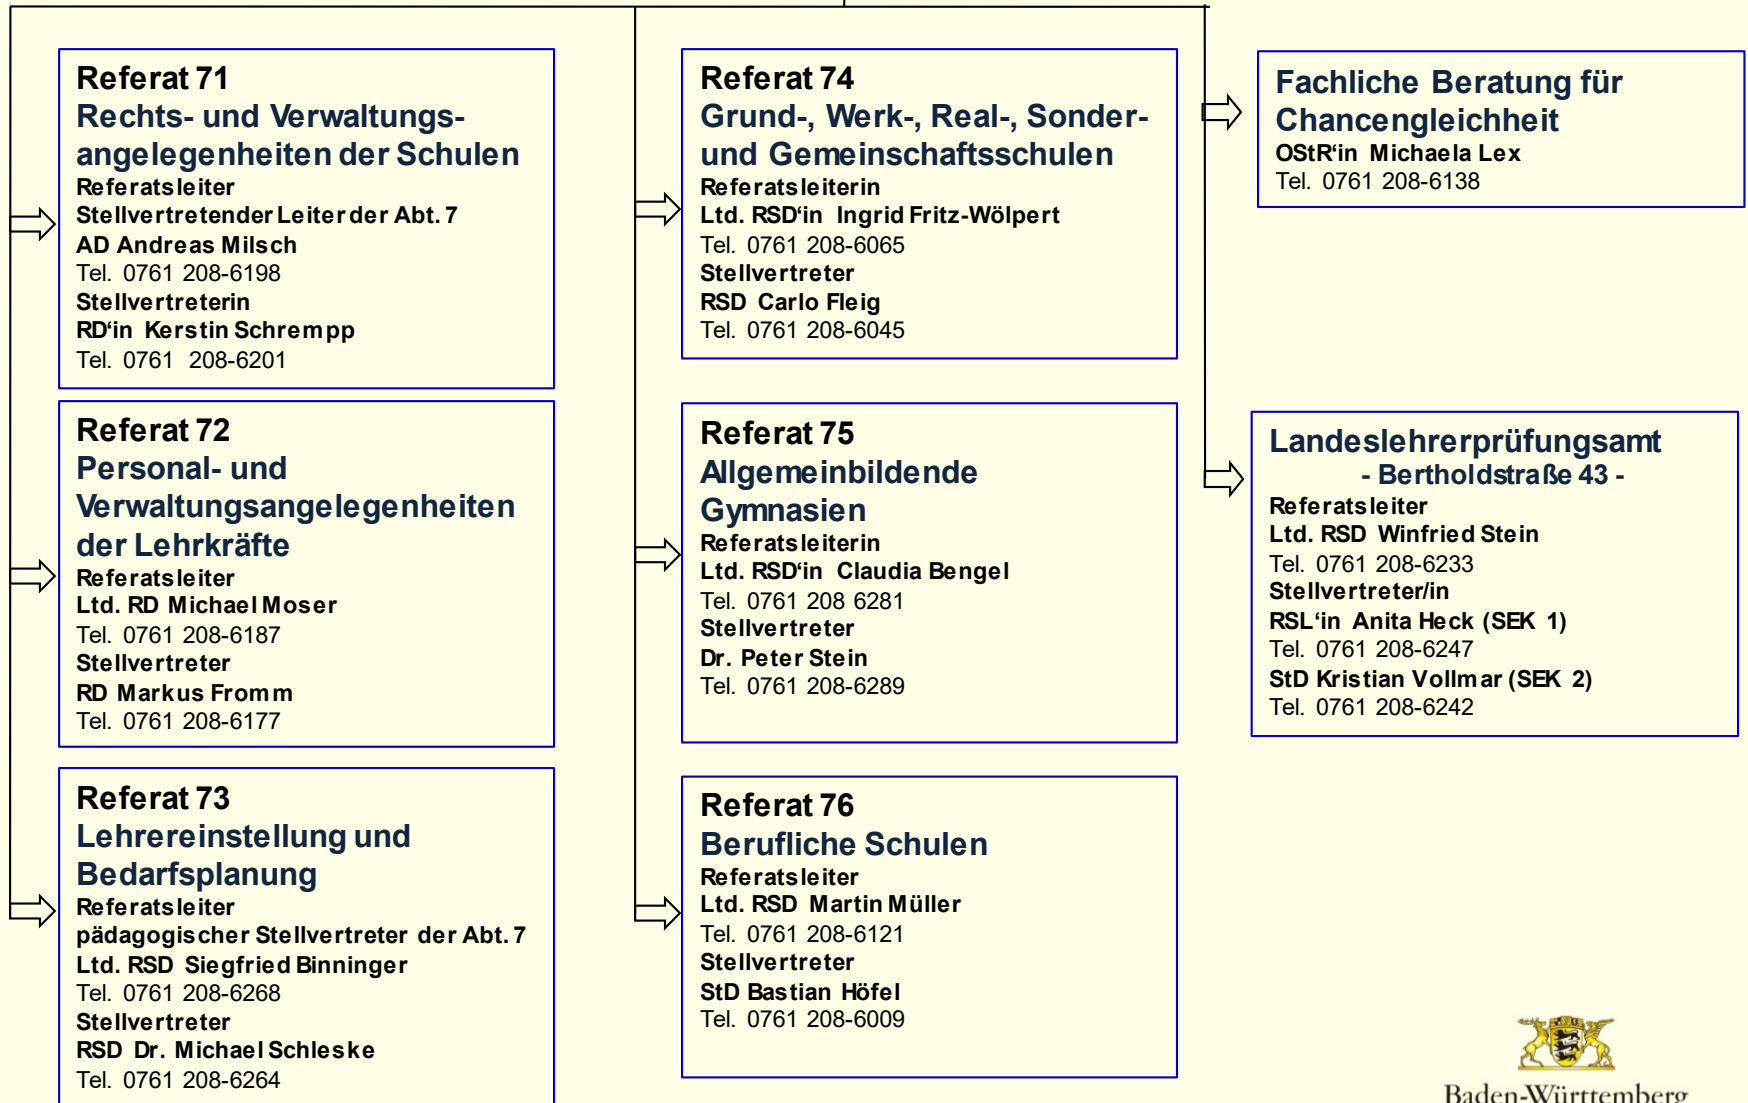 Referat 71
Rechts- und Verwaltungs-
angelegenheiten der Schulen
Referatsleiter
Stellvertretender Leiter der Abt. 7
AD Andreas Milsch
Tel. 0761 208-6198
Stellvertreterin
RD‘in Kerstin Schrempp
Tel. 0761 208-6201
Referat 72
Personal- und
Verwaltungsangelegenheiten
der Lehrkräfte
Referatsleiter
Ltd. RD Michael Moser
Tel. 0761 208-6187
Stellvertreter
RD Markus Fromm
Tel. 0761 208-6177
Referat 73
Lehrereinstellung und
Bedarfsplanung
Referatsleiter
pädagogischer Stellvertreter der Abt. 7
Ltd. RSD Siegfried Binninger
Tel. 0761 208-6268
Stellvertreter
RSD Dr. Michael Schleske
Tel. 0761 208-6264
Referat 74
Grund-, Werk-, Real-, Sonder-
und Gemeinschaftsschulen
Referatsleiterin
Ltd. RSD‘in Ingrid Fritz-Wölpert
Tel. 0761 208-6065
Stellvertreter
RSD Carlo Fleig
Tel. 0761 208-6045
Referat 75
Allgemeinbildende
Gymnasien
Referatsleiterin
Ltd. RSD‘in Claudia Bengel
Tel. 0761 208 6281
Stellvertreter
Dr. Peter Stein
Tel. 0761 208-6289
Referat 76
Berufliche Schulen
Referatsleiter
Ltd. RSD Martin Müller
Tel. 0761 208-6121
Stellvertreter
StD Bastian Höfel
Tel. 0761 208-6009
Fachliche Beratung für
Chancengleichheit
OStR‘in Michaela Lex
Tel. 0761 208-6138
Landeslehrerprüfungsamt
- Bertholdstraße 43 -
Referatsleiter
Ltd. RSD Winfried Stein
Tel. 0761 208-6233
Stellvertreter/in
RSL‘in Anita Heck (SEK 1)
Tel. 0761 208-6247
StD Kristian Vollmar (SEK 2)
Tel. 0761 208-6242
Baden-Württemberg